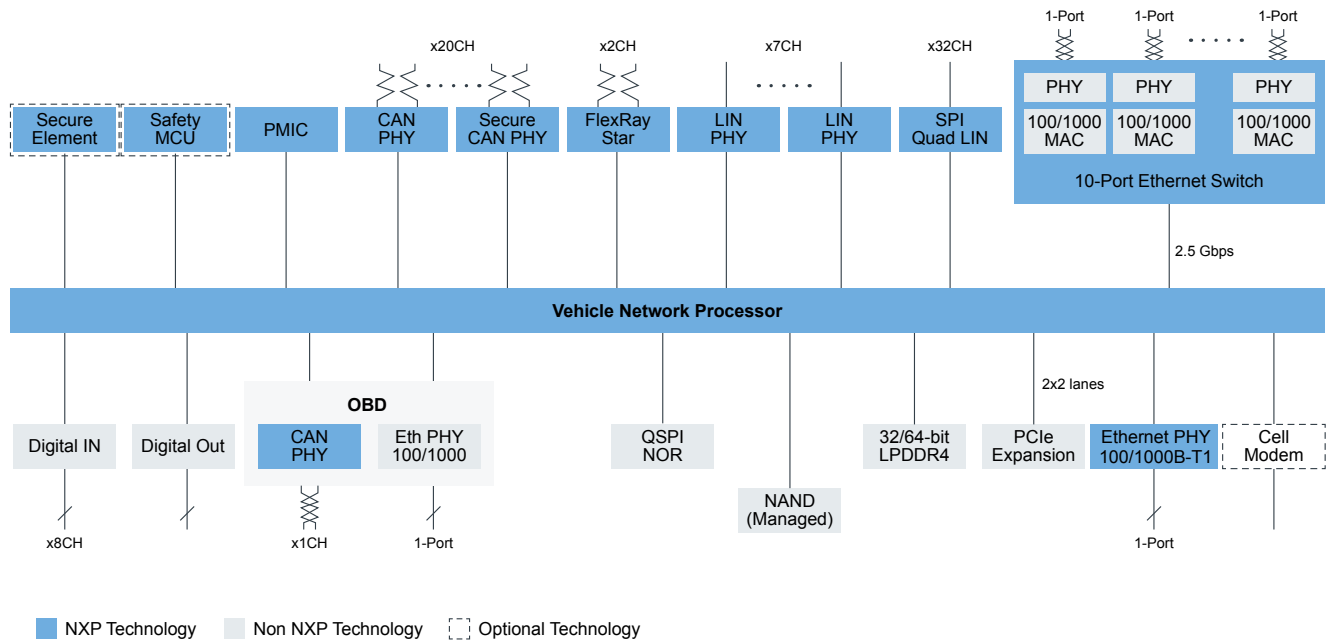 1-Port
1-Port
1-Port
x20CH
x2CH
x7CH
x32CH
PHY
PHY
PHY
Secure
Element
Safety
MCU
PMIC
CAN
PHY
Secure
CAN PHY
FlexRay
Star
LIN
PHY
LIN
PHY
SPI
Quad LIN
100/1000
MAC
100/1000
MAC
100/1000
MAC
10-Port Ethernet Switch
2.5 Gbps
Vehicle Network Processor
2x2 lanes
OBD
Digital IN
Digital Out
CAN
PHY
Eth PHY
100/1000
QSPI
NOR
NAND
(Managed)
32/64-bit
LPDDR4
PCIe
Expansion
Ethernet PHY
100/1000B-T1
Cell
Modem
x8CH
x1CH
1-Port
1-Port
NXP Technology
Non NXP Technology
Optional Technology